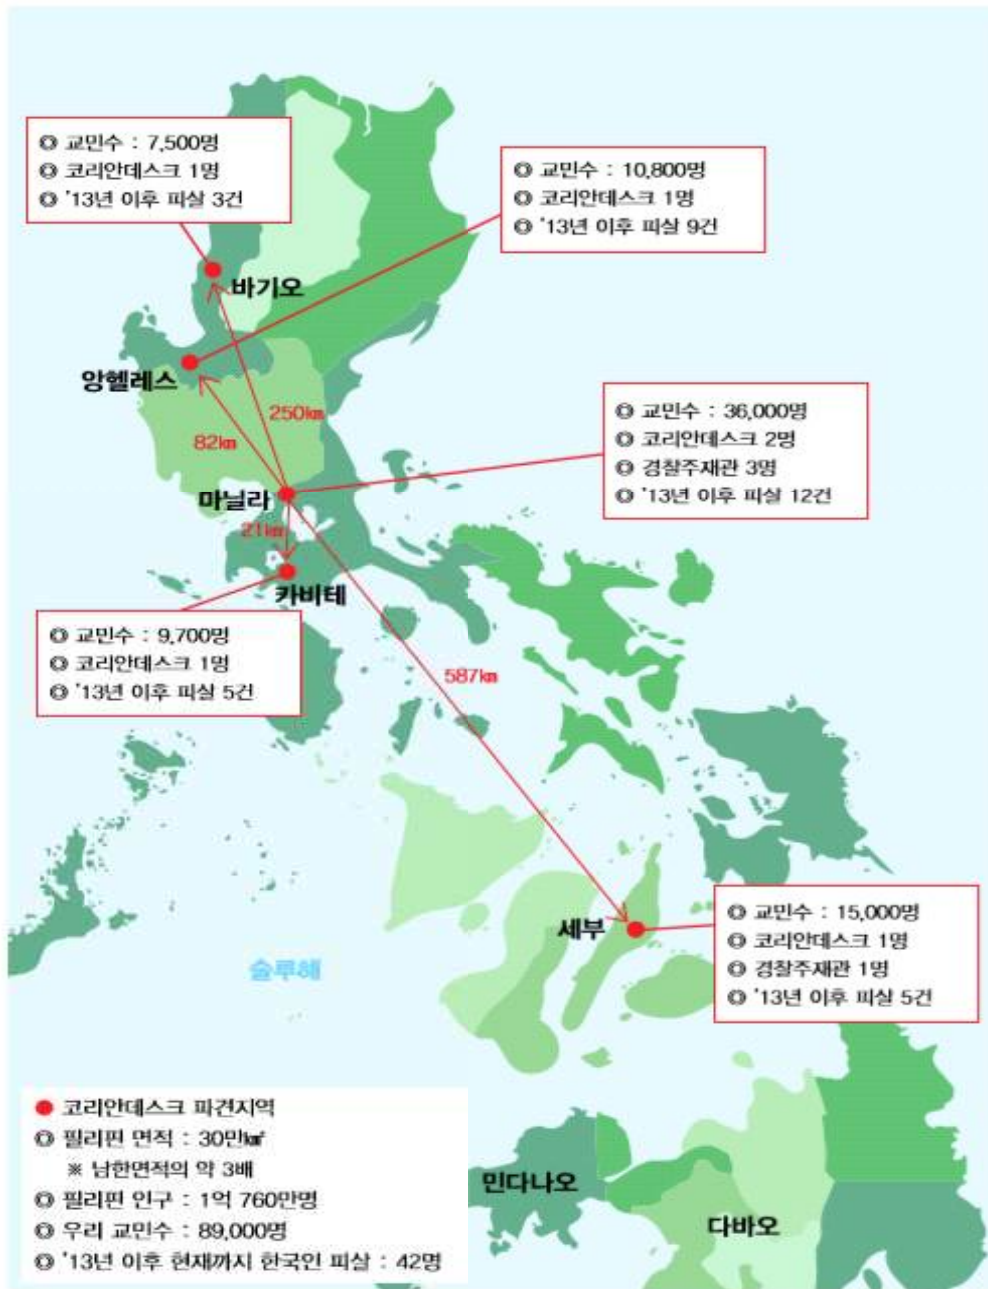 ◎ 교민수 : 7,500명
◎ 코리안데스크 1명
◎ '13년 이후 피살 3건
◎ 교민수 : 10,800명
◎ 코리안데스크 1명
◎ '13년 이후 피살 9건
바기오
앙헬레스
250㎞
82㎞
◎ 교민수 : 36,000명
◎ 코리안데스크 2명
◎ 경찰주재관 3명
◎ '13년 이후 피살 12건
마닐라
21㎞
카비테
◎ 교민수 : 9,700명
◎ 코리안데스크 1명
◎ '13년 이후 피살 5건
587㎞
세부
◎ 교민수 : 15,000명
◎ 코리안데스크 1명
◎ 경찰주재관 1명
◎ '13년 이후 피살 5건
술루해
● 코리안데스크 파견지역
◎ 필리핀 면적 : 30만㎢
※ 남한면적의 약 3배
◎ 필리핀 인구 : 1억 760만명
◎ 우리 교민수 : 89,000명
◎ '13년 이후 현재까지 한국인 피살 : 42명
민다나오
다바오